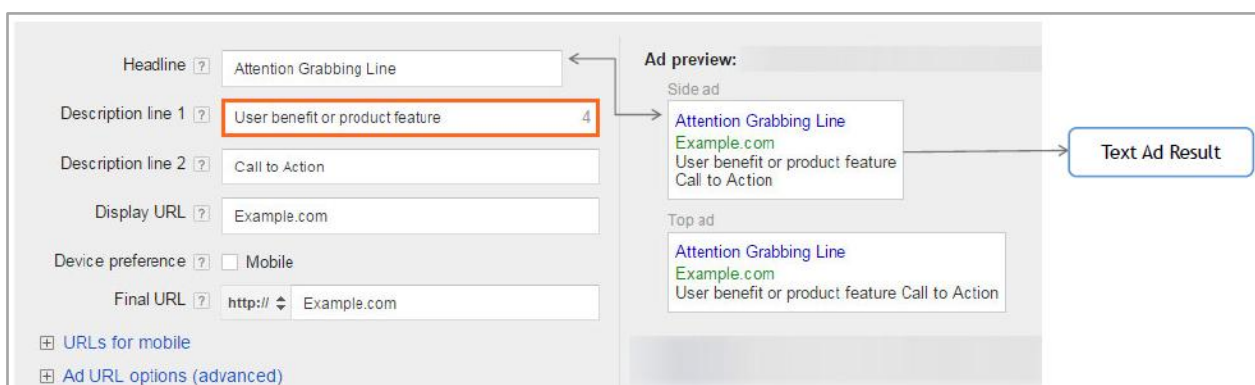 Headline ? Attention Grabbing Line
Description line 1 ? User benefit or product feature 4
Description line 2 ? Call to Action
Display URL ? Example.com
Device preference ? Mobile
Final URL ? http:// Example.com
URLs for mobile
Ad URL options (advanced)
Ad preview:
Side ad
Attention Grabbing Line
Example.com
User benefit or product feature
Call to Action
Top ad
Attention Grabbing Line
Example.com
User benefit or product feature Call to Action
Text Ad Result